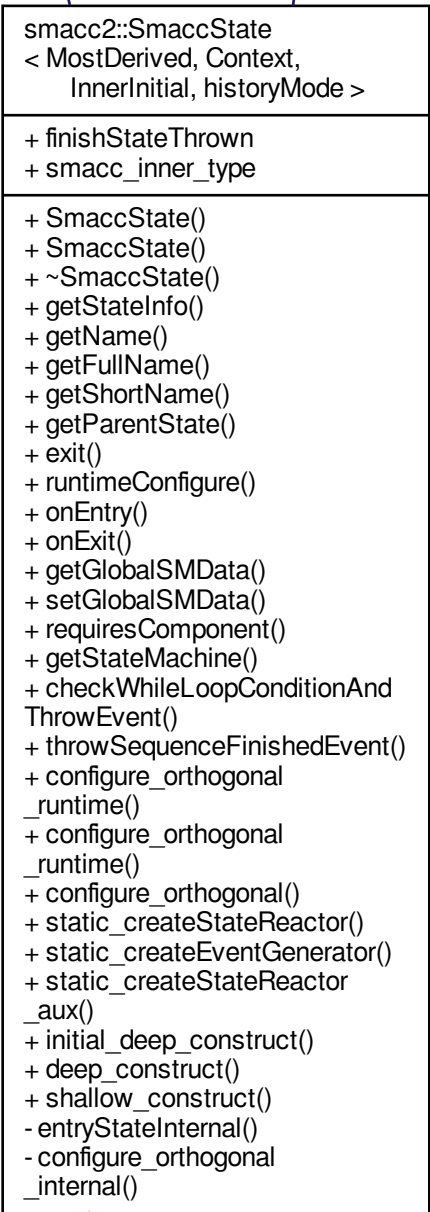 smacc2::SmaccState
< MostDerived, Context,
InnerInitial, historyMode >
+ finishStateThrown
+ smacc_inner_type
+ SmaccState()
+ SmaccState()
+ ~SmaccState()
+ getStateInfo()
+ getName()
+ getFullName()
+ getShortName()
+ getParentState()
+ exit()
+ runtimeConfigure()
+ onEntry()
+ onExit()
+ getGlobalSMData()
+ setGlobalSMData()
+ requiresComponent()
+ getStateMachine()
+ checkWhileLoopConditionAnd
ThrowEvent()
+ throwSequenceFinishedEvent()
+ configure_orthogonal
_runtime()
+ configure_orthogonal
_runtime()
+ configure_orthogonal()
+ static_createStateReactor()
+ static_createEventGenerator()
+ static_createStateReactor
_aux()
+ initial_deep_construct()
+ deep_construct()
+ shallow_construct()
- entryStateInternal()
- configure_orthogonal
_internal()